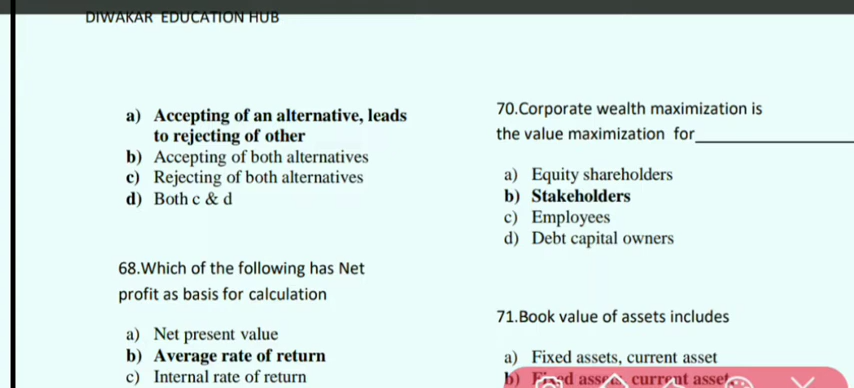 DIWAKAR EDUCATION HUB
a) Accepting of an alternative, leads
to rejecting of other
b) Accepting of both alternatives
c) Rejecting of both alternatives
d) Both c & d
68.Which of the following has Net
profit as basis for calculation
a) Net present value
b) Average rate of return
c) Internal rate of return
70.Corporate wealth maximization is
the value maximization for____________________
a) Equity shareholders
b) Stakeholders
c) Employees
d) Debt capital owners
71.Book value of assets includes
a) Fixed assets, current asset
b) current